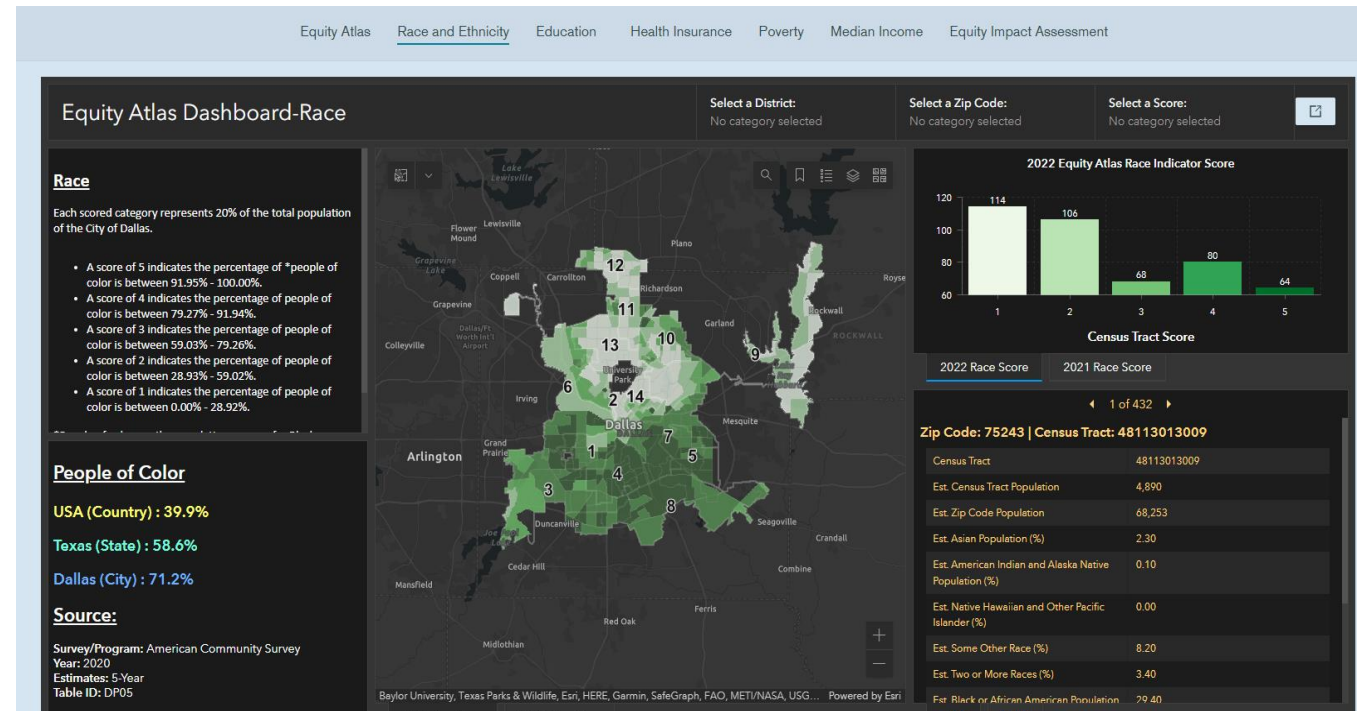 Equity Atlas
Race and Ethnicity
Education
Health Insurance
Poverty
Median Income
Equity Impact Assessment
Equity Atlas Dashboard-Race
Select a District:
No category selected
Select a Zip Code:
No category selected
Select a Score:
No category selected
Race
Each scored category represents 20% of the total population
of the City of Dallas.
• A score of 5 indicates the percentage of *people of
color is between 91.95% - 100.00%.
• A score of 4 indicates the percentage of people of
color is between 79.27% - 91.94%.
• A score of 3 indicates the percentage of people of
color is between 59.03% - 79.26%.
• A score of 2 indicates the percentage of people of
color is between 28.93% - 59.02%.
• A score of 1 indicates the percentage of people of
color is between 0.00% - 28.92%.
People of Color
USA (Country) : 39.9%
Texas (State) : 58.6%
Dallas (City) : 71.2%
Source:
Survey/Program: American Community Survey
Year: 2020
Estimates: 5-Year
Table ID: DP05
Lake
Lewisville
Flower
Mound
Lewisville
Plano
Grapevine
Lake
Coppell
Carrollton
12
Richardson
Royse
Grapevine
11
Garland
Rockwall
ROCKWALL
Dallas/Ft
Worth Int'l
Airport
Colleyville
13
10
9
University
Park
6
Irving
2
14
Dallas
Mesquite
7
Grand
Prairie
Arlington
1
5
4
3
8
Duncanville
Seagoville
Joe
Lake
Crandall
Cedar Hill
Combine
Mansfield
Ferris
Red Oak
Midlothian
+
−
Baylor University, Texas Parks & Wildlife, Esri, HERE, Garmin, SafeGraph, FAO, METI/NASA, USG...
Powered by Esri
2022 Equity Atlas Race Indicator Score
120
100
80
60
114
106
68
80
64
1
2
3
4
5
Census Tract Score
2022 Race Score
2021 Race Score
1 of 432
Zip Code: 75243 | Census Tract: 48113013009
Census Tract
48113013009
Est. Census Tract Population
4,890
Est. Zip Code Population
68,253
Est. Asian Population (%)
2.30
Est. American Indian and Alaska Native
Population (%)
0.10
Est. Native Hawaiian and Other Pacific
Islander (%)
0.00
Est. Some Other Race (%)
8.20
Est. Two or More Races (%)
3.40
Est. Black or African American Population
29.40